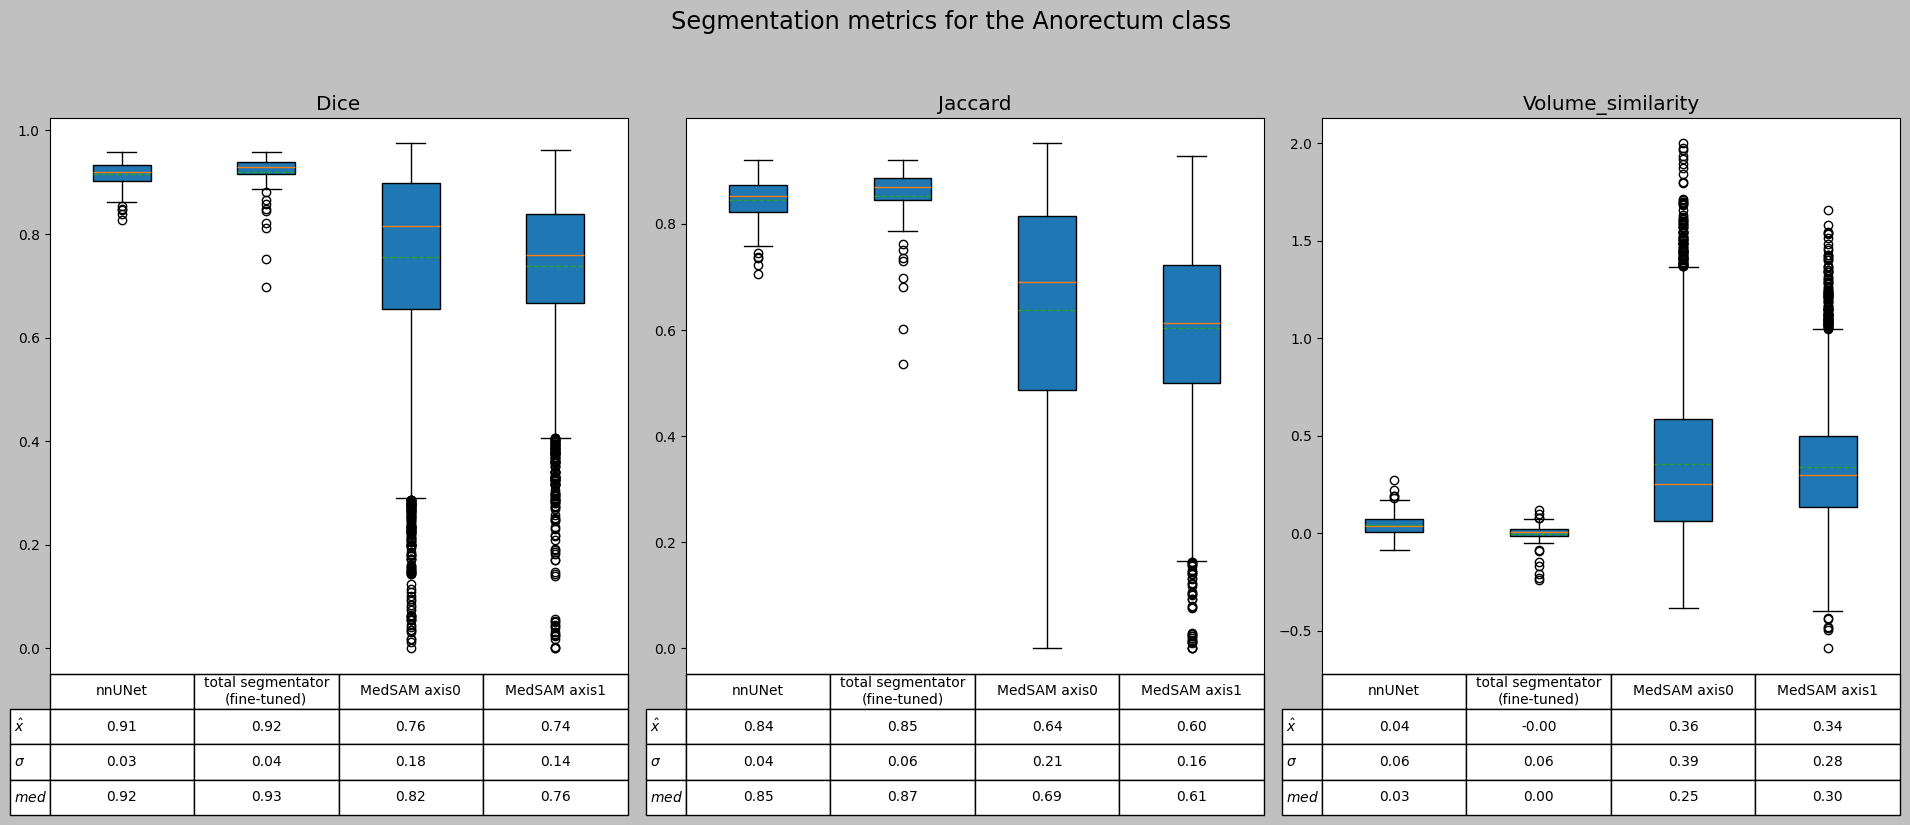 Segmentation metrics for the Anorectum class
Dice
1.0
0.8
0.6
0.4
0.2
0.0
nnUNet total segmentator (fine-tuned) MedSAM axis0 MedSAM axis1
x̂ 0.91 0.92 0.76 0.74
σ 0.03 0.04 0.18 0.14
med 0.92 0.93 0.82 0.76
Jaccard
0.8
0.6
0.4
0.2
0.0
nnUNet total segmentator (fine-tuned) MedSAM axis0 MedSAM axis1
x̂ 0.84 0.85 0.64 0.60
σ 0.04 0.06 0.21 0.16
med 0.85 0.87 0.69 0.61
Volume_similarity
2.0
1.5
1.0
0.5
0.0
−0.5
nnUNet total segmentator (fine-tuned) MedSAM axis0 MedSAM axis1
x̂ 0.04 -0.00 0.36 0.34
σ 0.06 0.06 0.39 0.28
med 0.03 0.00 0.25 0.30